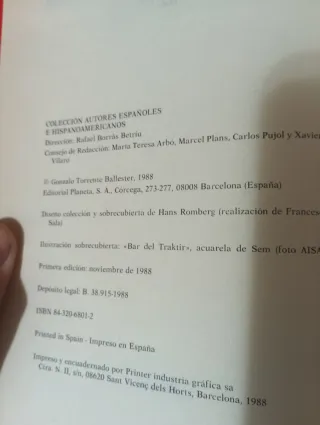 COLECCIÓN AUTORES ESPAÑOLES
E HISPANOAMERICANOS
Dirección: Rafael Borràs Betriu
Consejo de Redacción: María Teresa Arbó, Marcel Plans, Carlos Pujol y Xavier
Vilaró
© Gonzalo Torrente Ballester, 1988
Editorial Planeta, S. A., Córcega, 273-277, 08008 Barcelona (España)
Diseño colección y sobrecubierta de Hans Romberg (realización de Frances
Sala)
Ilustración sobrecubierta: «Bar del Traktir», acuarela de Sem (foto AISA
Primera edición: noviembre de 1988
Depósito legal: B. 38.915-1988
ISBN 84-320-6801-2
Printed in Spain - Impreso en España
Impreso y encuadernado por Printer industria gráfica sa
Ctra. N. II, s/n, 08620 Sant Vicenç dels Horts, Barcelona, 1988